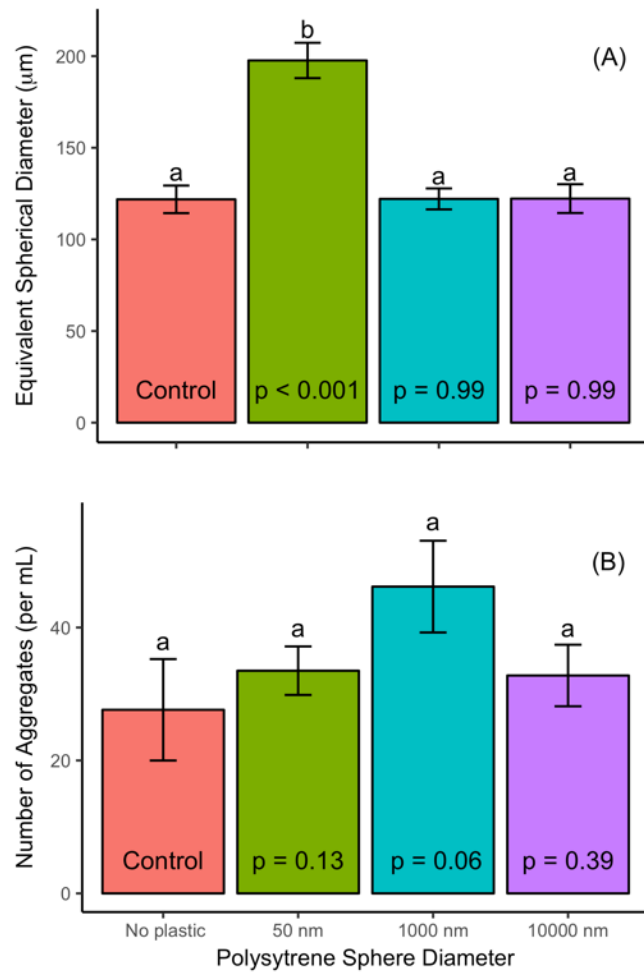 (A)
Equivalent Spherical Diameter (μm)
200
150
100
50
0
a
b
a
a
Control
p < 0.001
p = 0.99
p = 0.99
(B)
Number of Aggregates (per mL)
40
20
0
a
a
a
a
Control
p = 0.13
p = 0.06
p = 0.39
No plastic
50 nm
1000 nm
10000 nm
Polysytrene Sphere Diameter